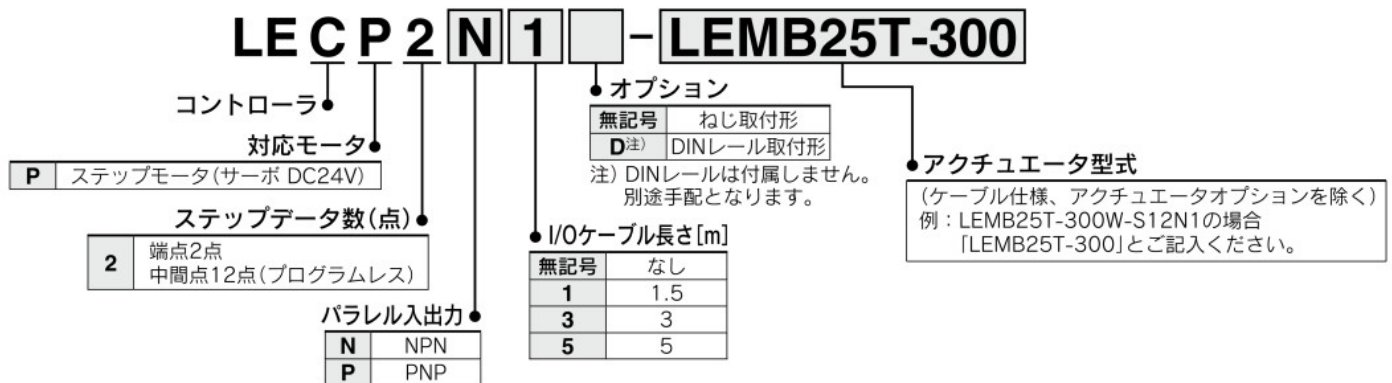 LECP2N1 -LEMB25T-300
コントローラ
対応モータ
P ステップモータ(サーボ DC24V)
ステップデータ数(点)
2 端点2点
中間点12点(プログラムレス)
パラレル入出力
N NPN
P PNP
I/Oケーブル長さ[m]
無記号 なし
1 1.5
3 3
5 5
オプション
無記号 ねじ取付形
D注) DINレール取付形
注) DINレールは付属しません。
別途手配となります。
アクチュエータ型式
(ケーブル仕様、アクチュエータオプションを除く)
例：LEMB25T-300W-S12N1の場合
「LEMB25T-300」とご記入ください。